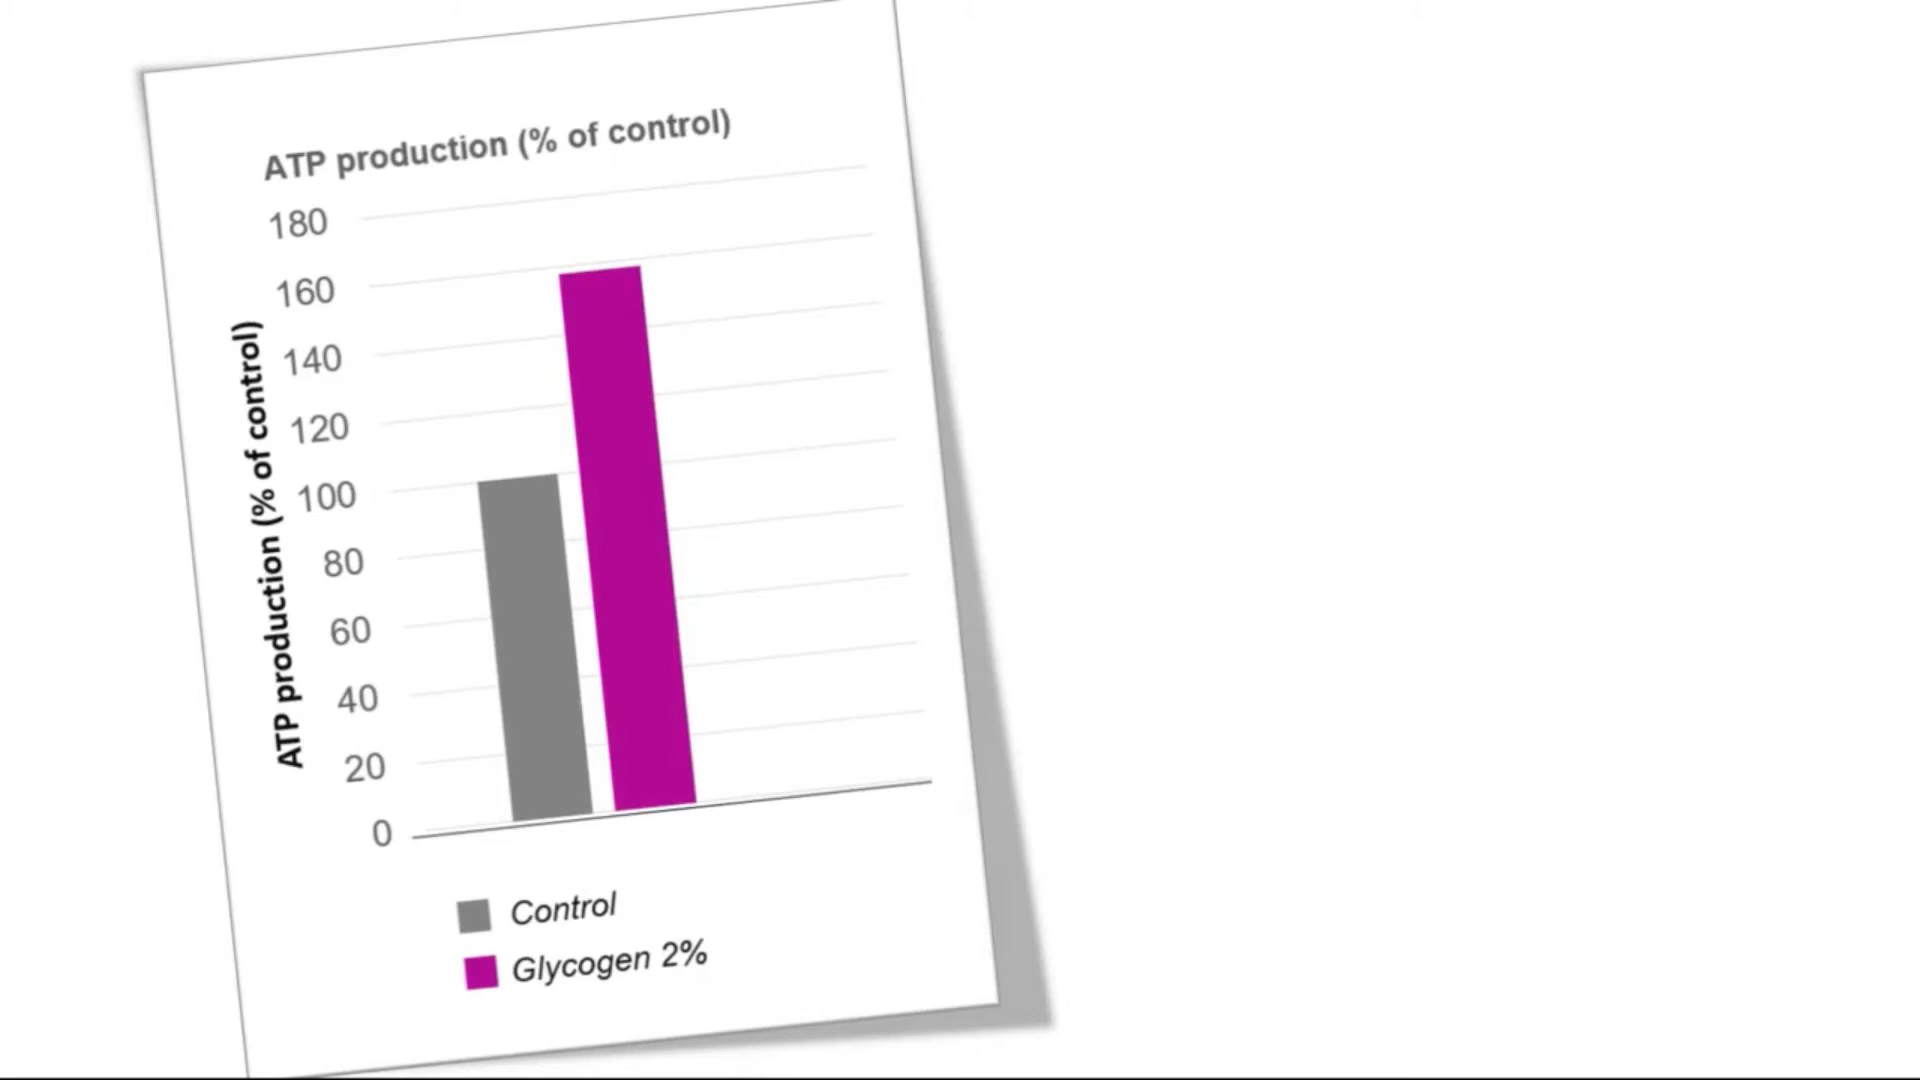 ATP production (% of control)
180
160
140
120
100
80
60
40
20
0
ATP production (% of control)
Control
Glycogen 2%